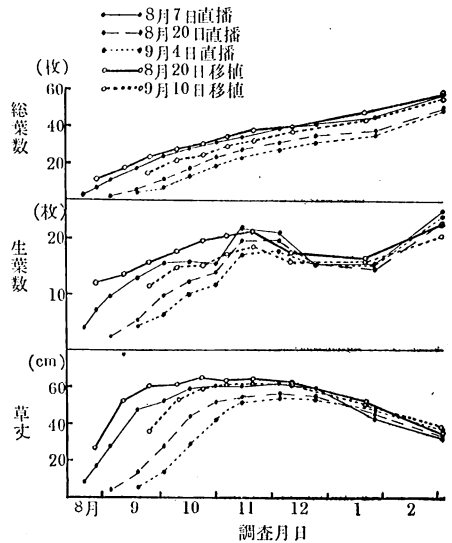 8月7日直播
8月20日直播
9月4日直播
8月20日移植
9月10日移植
(枚)
60
40
20
総葉数
(枚)
20
10
生葉数
(cm)
60
40
20
草丈
8月 9 10 11 12 1 2
調査月日